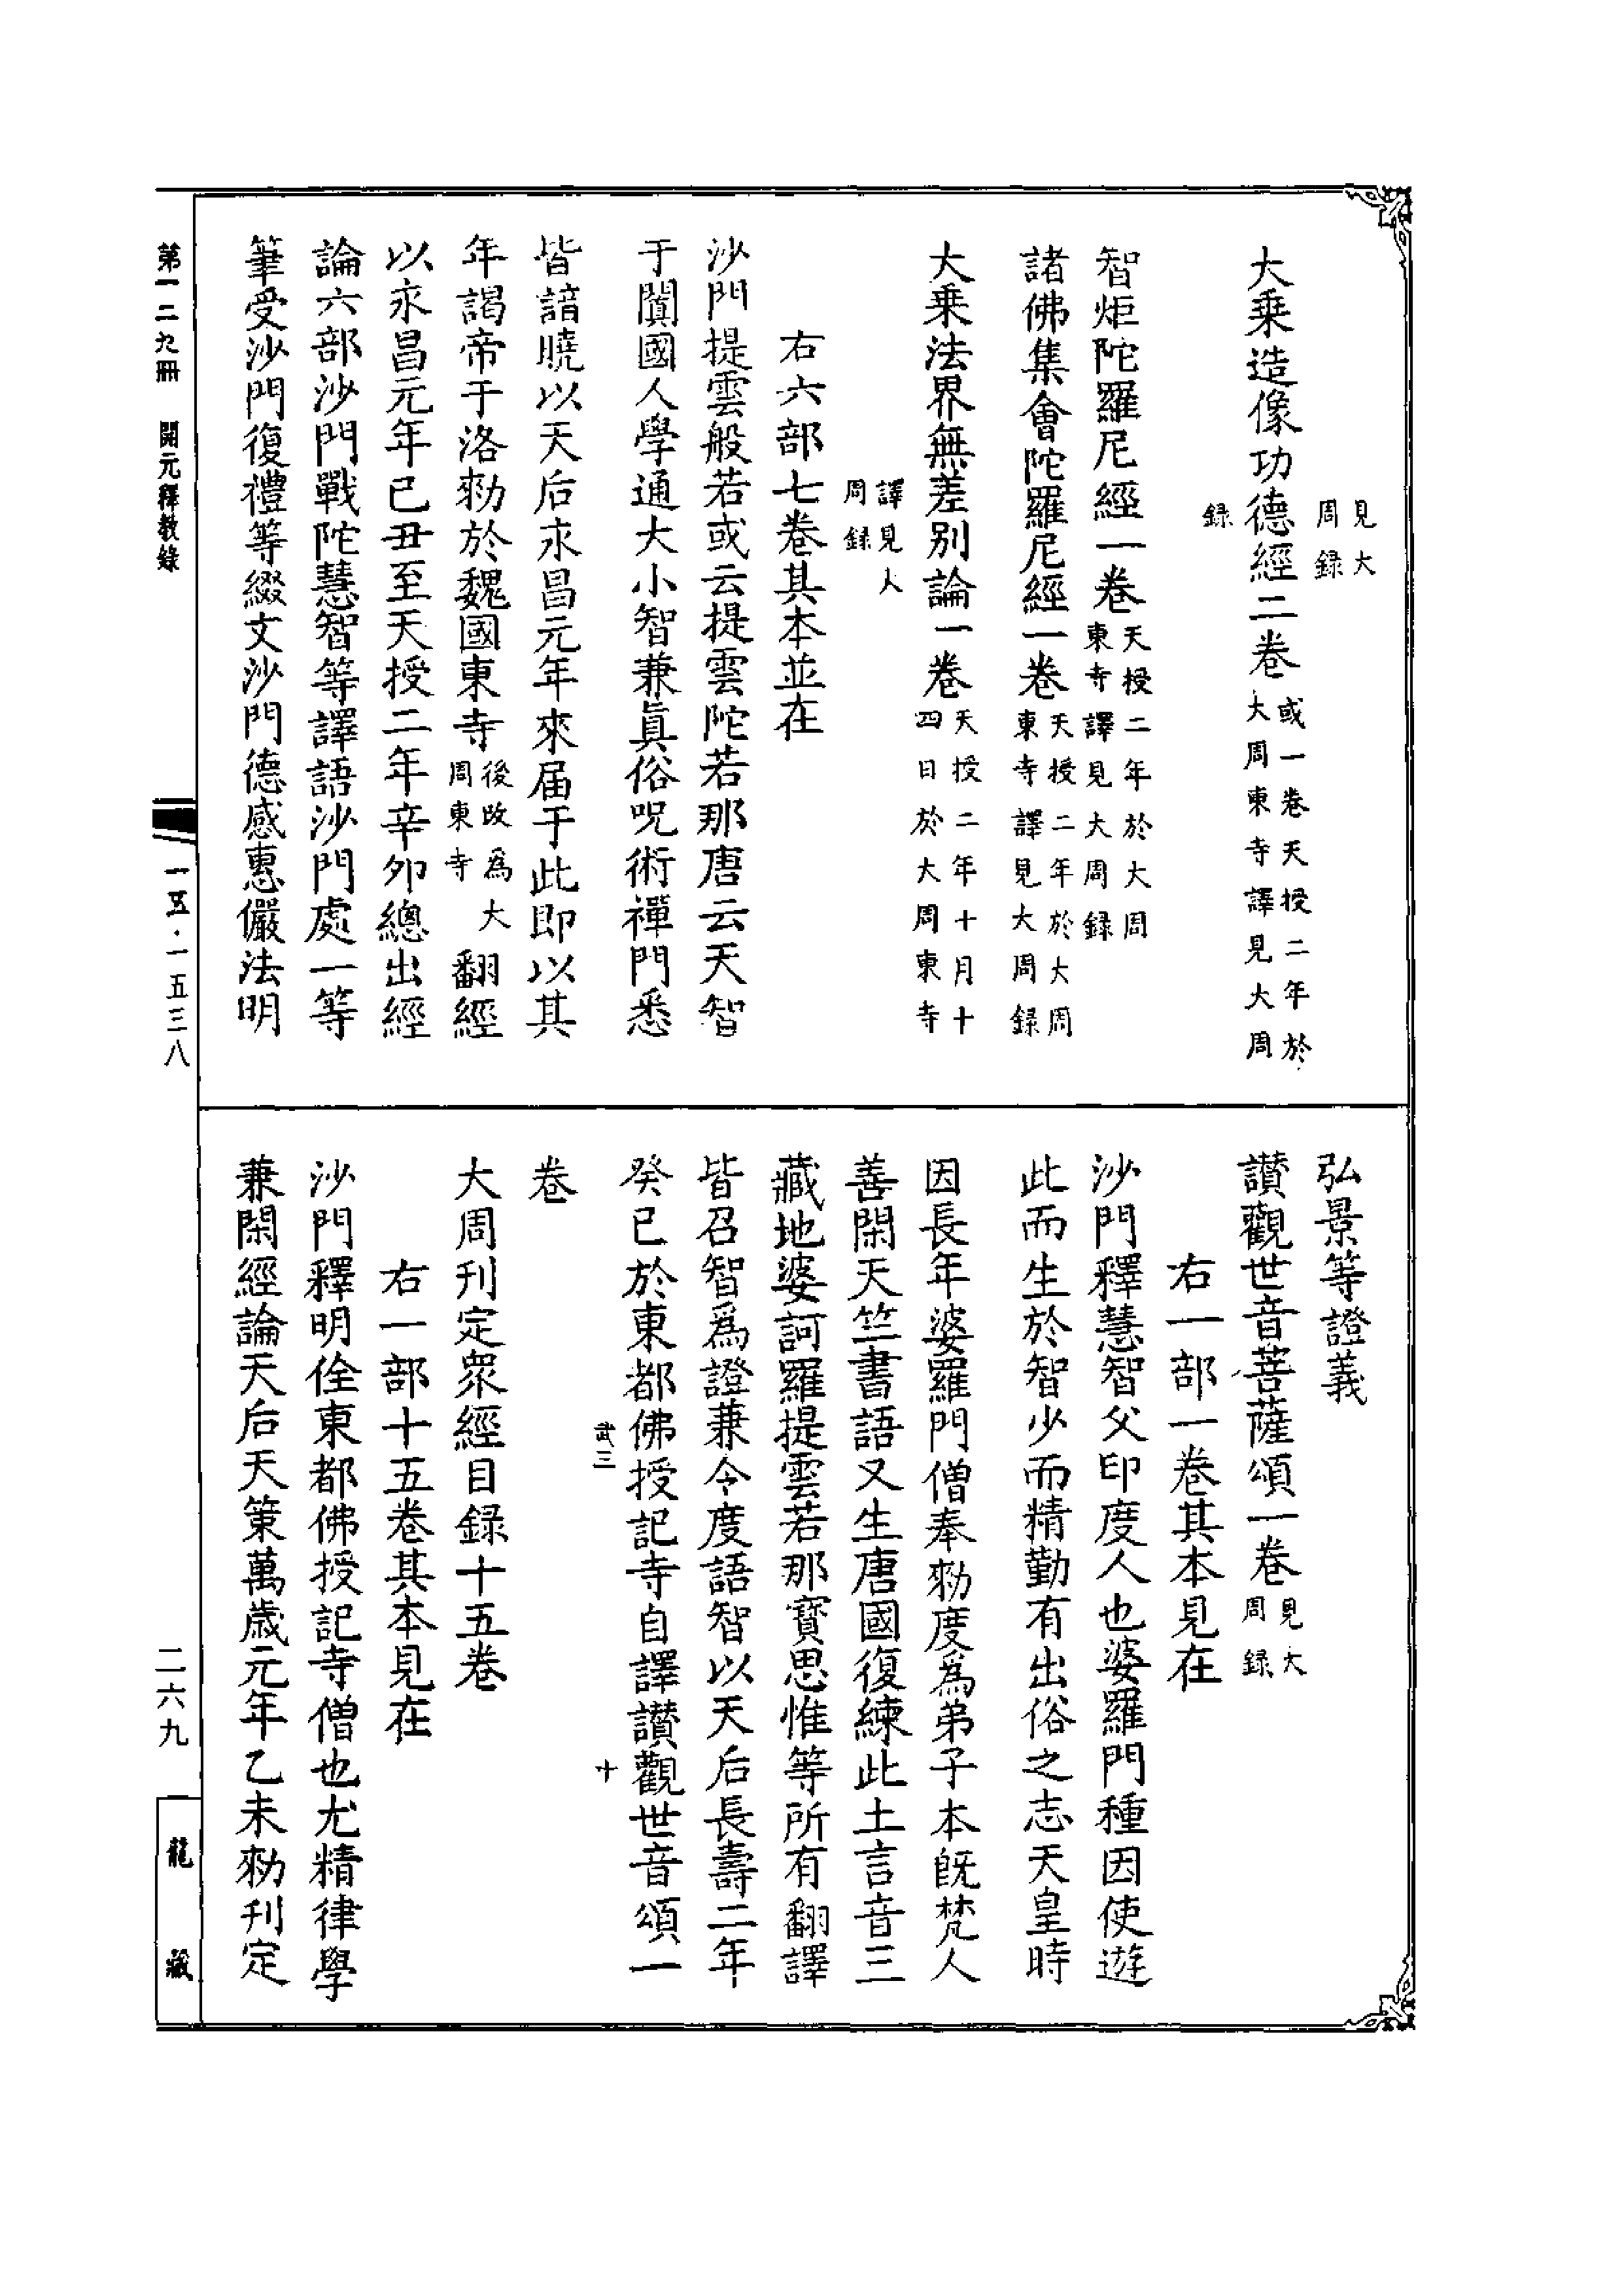 見大
周録
大乗造像功德經二卷或一卷天授二年於
大周東寺譯見大周
録
智炬陀羅尼經一卷天授二年於大周
東寺譯見大周録
諸佛集會陀羅尼經一卷天授二年於大周
東寺譯見大周録
大乗法界無差别論一卷天授二年十月十
四日於大周東寺
譯見大
周録
右六部七卷其本並在
沙門提雲般若或云提雲陀若那唐云天智
于闐國人學通大小智兼眞俗呪術禪門悉
皆諳曉以天后永昌元年來届于此即以其
年謁帝于洛勑於魏國東寺後改為大
周東寺翻經
以永昌元年己丑至天授二年辛夘總出經
論六部沙門戰陀慧智等譯語沙門處一等
筆受沙門復禮等綴文沙門德感惠儼法明
弘景等證義
讃觀世音菩薩頌一卷見大
周録
右一部一卷其本見在
沙門釋慧智父印度人也婆羅門種因使遊
此而生於智少而精勤有出俗之志天皇時
因長年婆羅門僧奉勑度為弟子本既梵人
善閑天竺書語又生唐國復練此土言音三
藏地婆訶羅提雲若那寳思惟等所有翻譯
皆召智爲證兼令度語智以天后長壽二年
癸巳於東都佛授記寺自譯讃觀世音頌一
武三
十
卷
大周刋定衆經目録十五卷
右一部十五卷其本見在
沙門釋明佺東都佛授記寺僧也尤精律學
兼閑經論天后天策萬歳元年乙未勑刋定
第一二九冊
開元釋教錄
一五·一五三八
二六九
龍藏